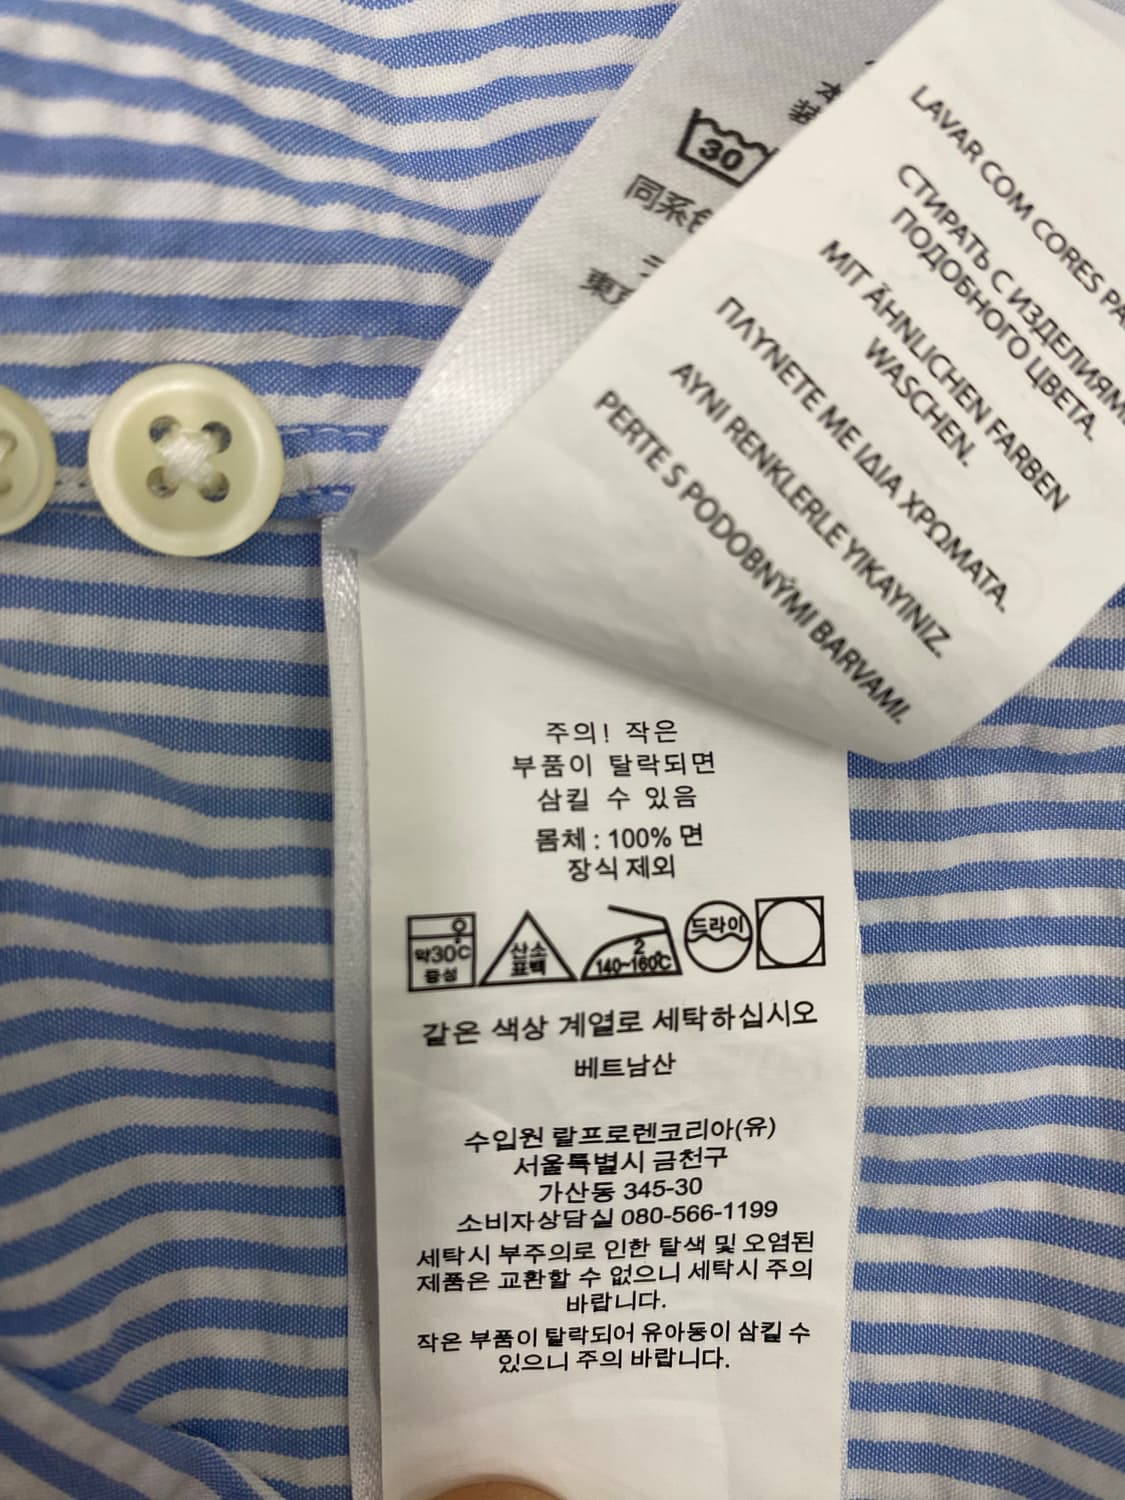 30
同系
東
LAVAR COM CORES
СТИРАТЬ С ИЗДЕЛИЯМ
ПОДОБНОГО ЦВЕТА.
MIT ÄHNLICHEN FARBEN
WASCHEN.
ΠΛΥΝΕΤΕ ΜΕ ΙΔΙΑ ΧΡΩΜΑΤΑ.
AYNI RENKLERLE YIKAYINIZ.
PERTE S PODOBNÝMI BARVAMI.
주의! 작은
부품이 탈락되면
삼킬 수 있음
몸체 : 100% 면
장식 제외
약30℃
중성
산소
표백
2
140~160℃
드라이
같은 색상 계열로 세탁하십시오
베트남산
수입원 랄프로렌코리아(유)
서울특별시 금천구
가산동 345-30
소비자상담실 080-566-1199
세탁시 부주의로 인한 탈색 및 오염된
제품은 교환할 수 없으니 세탁시 주의
바랍니다.
작은 부품이 탈락되어 유아동이 삼킬 수
있으니 주의 바랍니다.